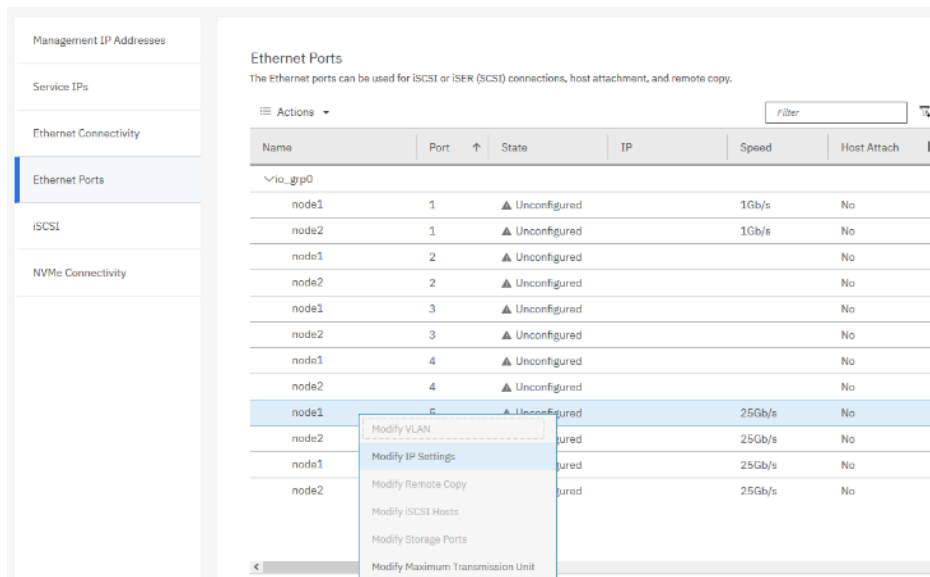 Management IP Addresses
Service IPs
Ethernet Connectivity
Ethernet Ports
iSCSI
NVMe Connectivity
Ethernet Ports
The Ethernet ports can be used for iSCSI or iSER (SCSI) connections, host attachment, and remote copy.
Actions
Filter
Name Port State IP Speed Host Attach
io_grp0
node1 1 Unconfigured 1Gb/s No
node2 1 Unconfigured 1Gb/s No
node1 2 Unconfigured No
node2 2 Unconfigured No
node1 3 Unconfigured No
node2 3 Unconfigured No
node1 4 Unconfigured No
node2 4 Unconfigured No
node1 5 Unconfigured 25Gb/s No
node2 ured 25Gb/s No
node1 ured 25Gb/s No
node2 ured 25Gb/s No
Modify VLAN
Modify IP Settings
Modify Remote Copy
Modify iSCSI Hosts
Modify Storage Ports
Modify Maximum Transmission Unit